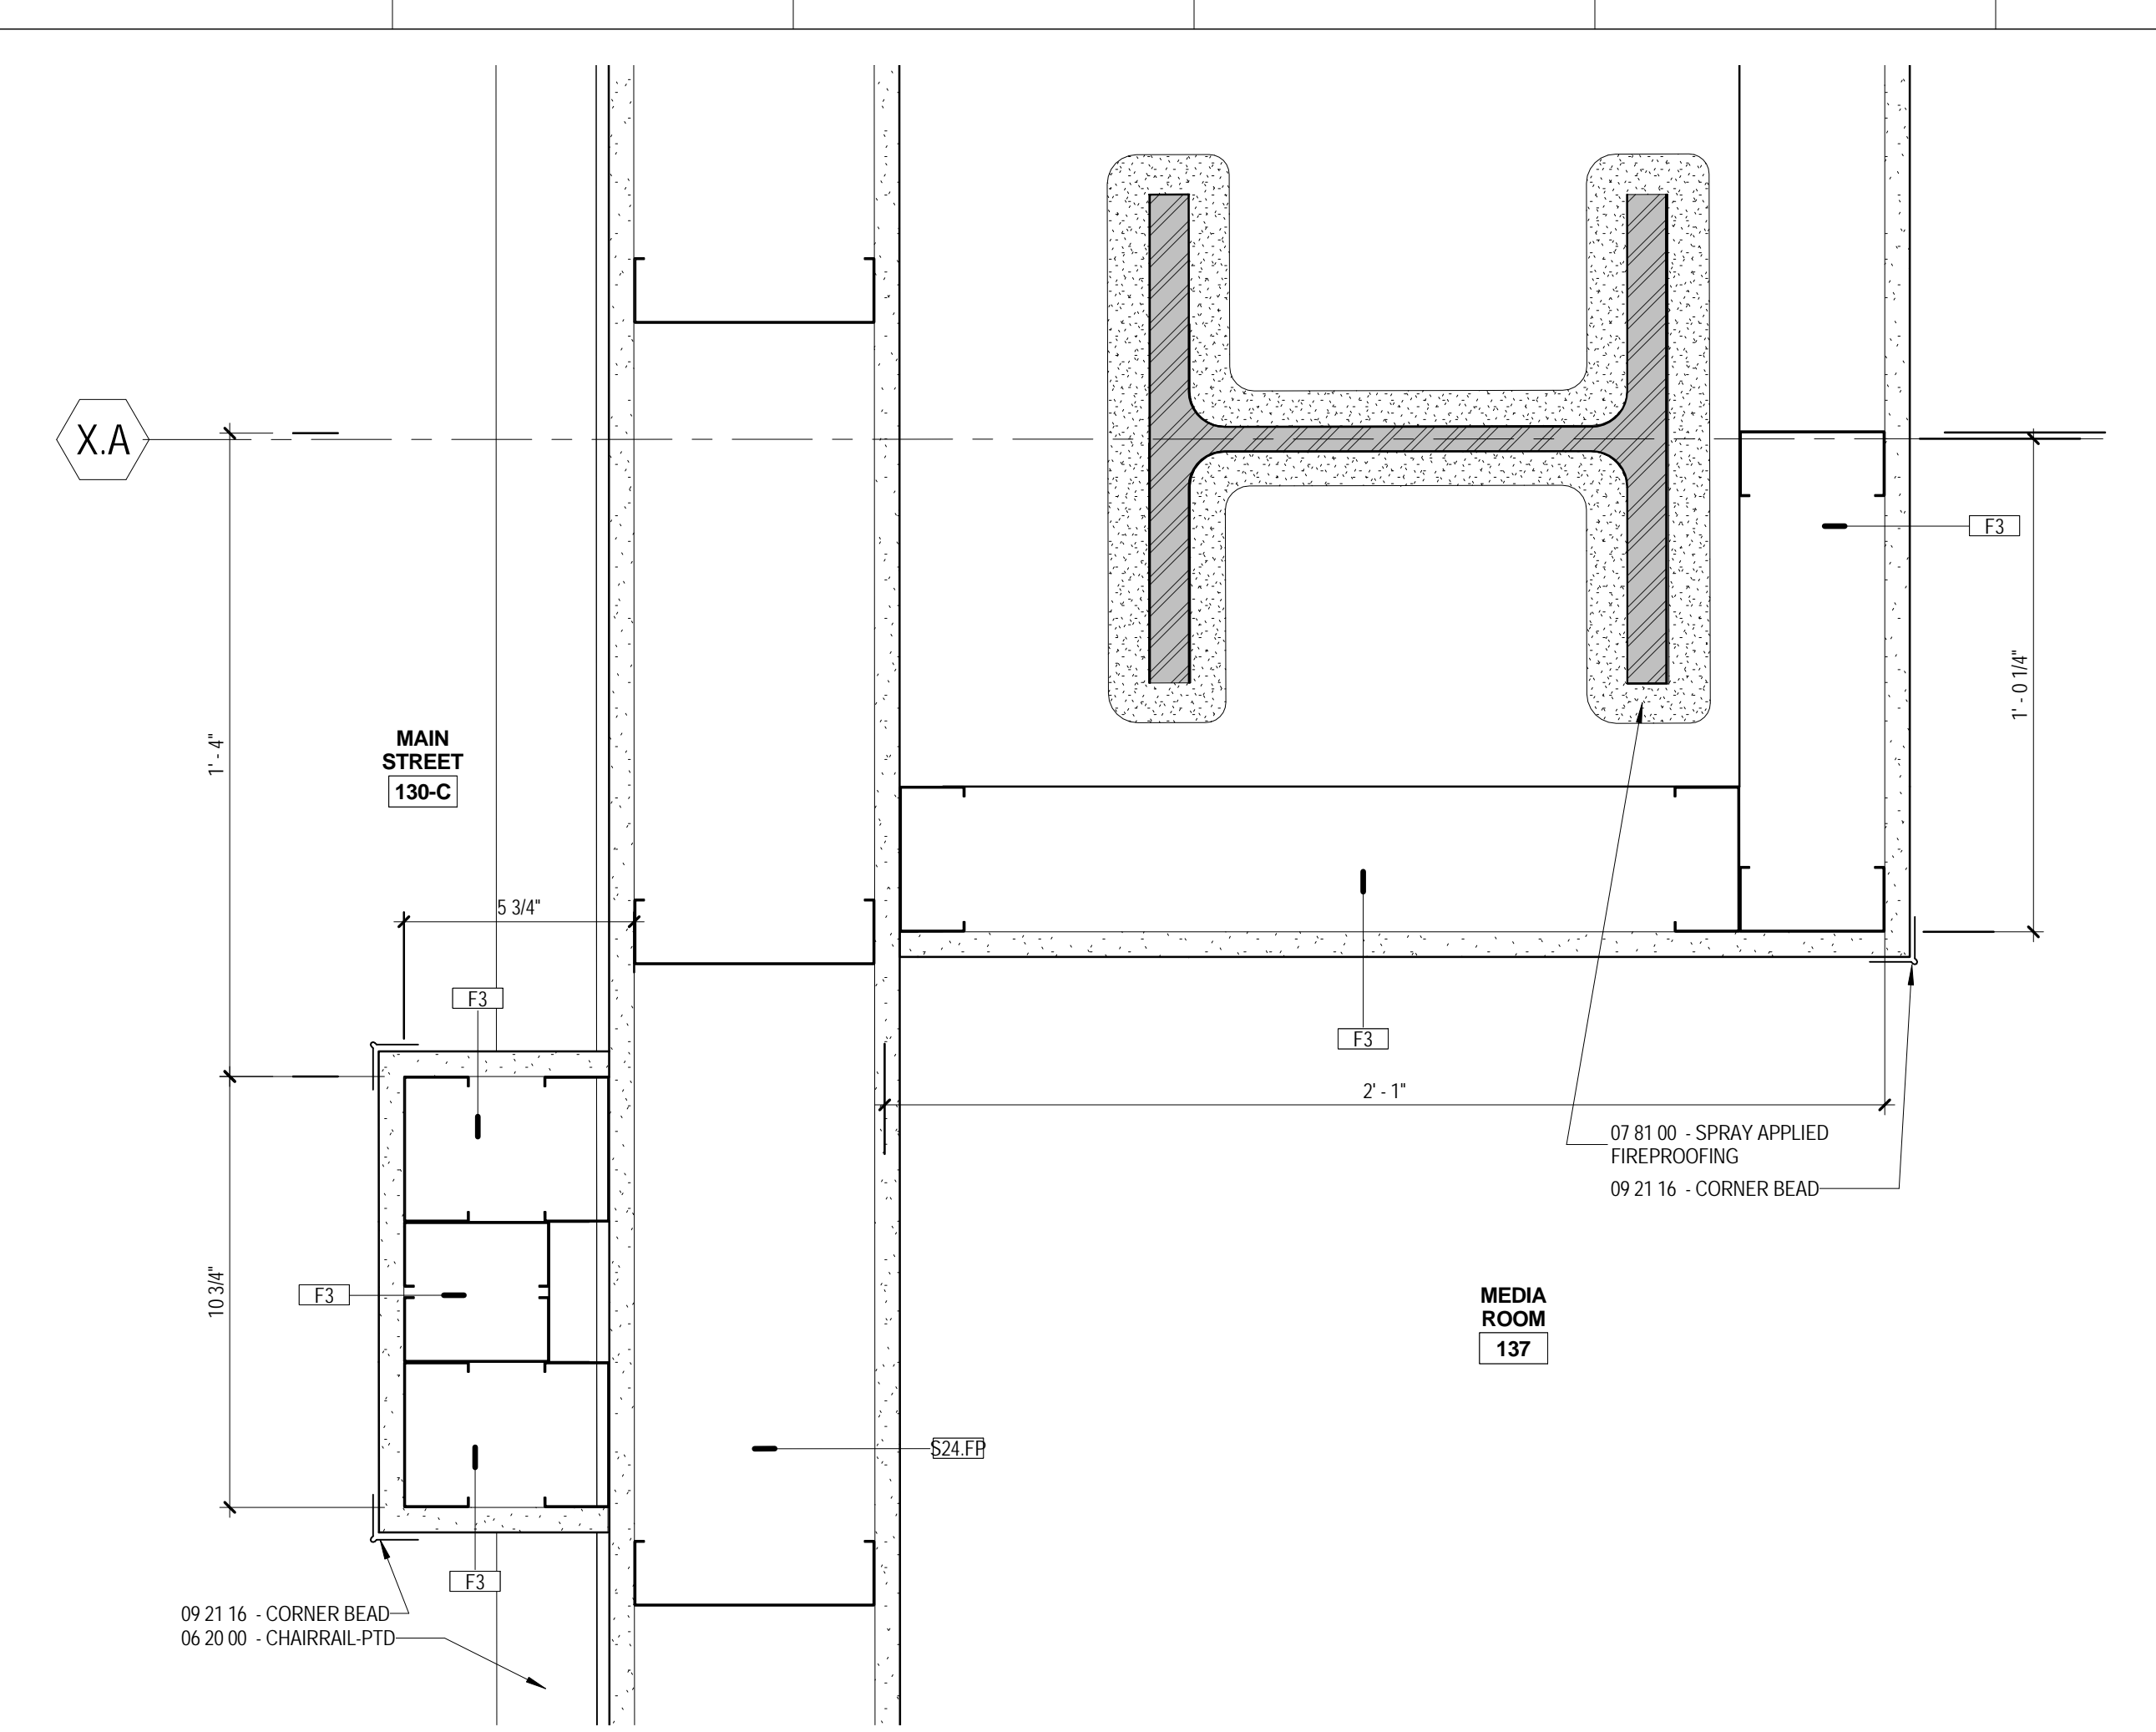 X.A
F3
1' - 0 1/4"
1' - 4"
MAIN
STREET
130-C
5 3/4"
F3
F3
2' - 1"
07 81 00 - SPRAY APPLIED
FIREPROOFING
09 21 16 - CORNER BEAD
10 3/4"
F3
MEDIA
ROOM
137
S24.FP
F3
09 21 16 - CORNER BEAD
06 20 00 - CHAIRRAIL-PTD